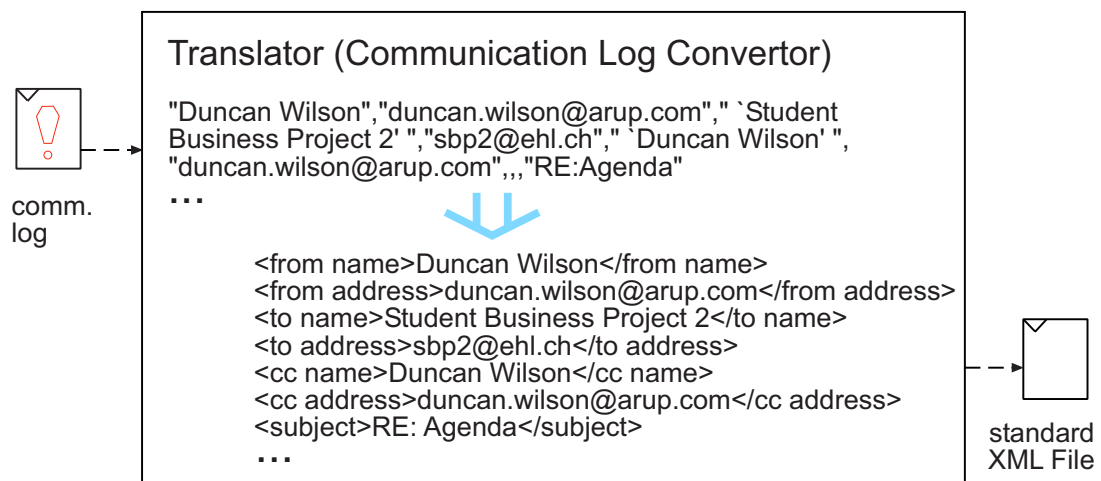 Translator (Communication Log Convertor)
"Duncan Wilson","duncan.wilson@arup.com"," `Student
Business Project 2' ","sbp2@ehl.ch"," `Duncan Wilson' ",
"duncan.wilson@arup.com",,,"RE:Agenda"
...
comm.
log
<from name>Duncan Wilson</from name>
<from address>duncan.wilson@arup.com</from address>
<to name>Student Business Project 2</to name>
<to address>sbp2@ehl.ch</to address>
<cc name>Duncan Wilson</cc name>
<cc address>duncan.wilson@arup.com</cc address>
<subject>RE: Agenda</subject>
...
standard
XML File